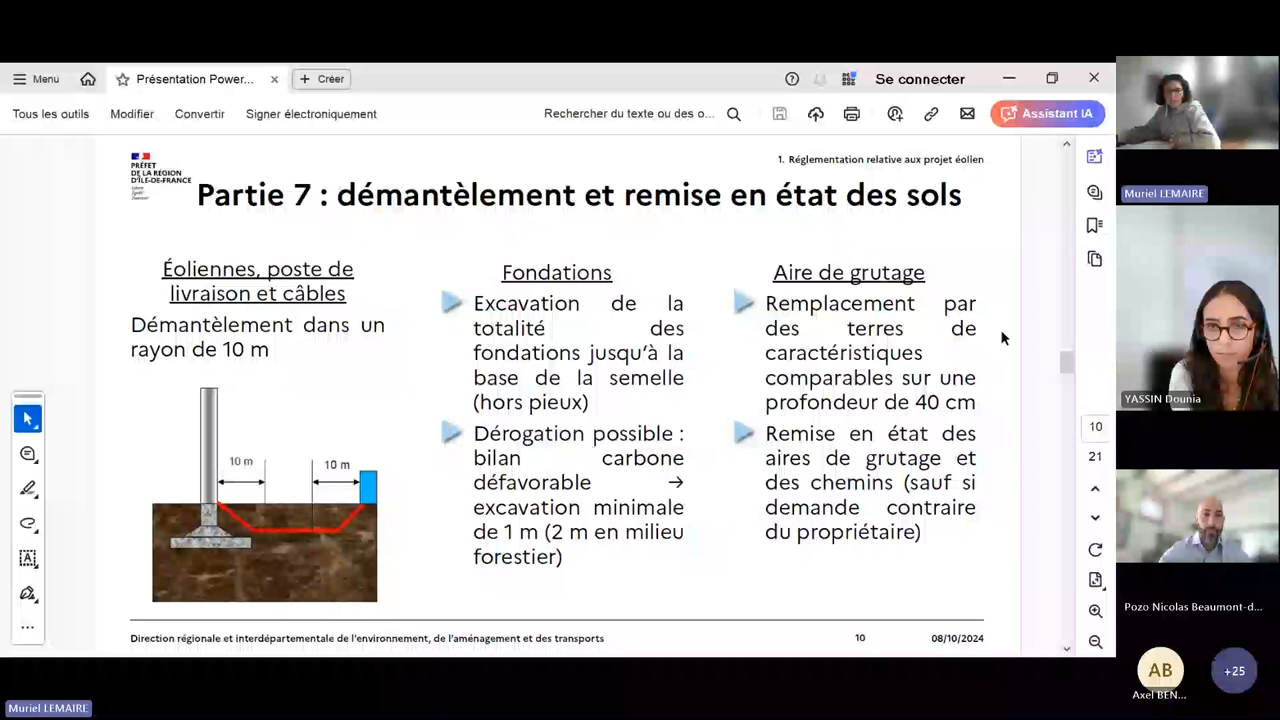 Menu
Présentation Power...
Créer
Se connecter
Tous les outils
Modifier
Convertir
Signer électroniquement
Rechercher du texte ou des o...
Assistant IA
PRÉFET
DE LA RÉGION
D'ÎLE-DE-FRANCE
1. Réglementation relative aux projet éolien
Partie 7 : démantèlement et remise en état des sols
Éoliennes, poste de
livraison et câbles
Démantèlement dans un
rayon de 10 m
10 m
10 m
Fondations
Excavation de la
totalité des
fondations jusqu'à la
base de la semelle
(hors pieux)
Dérogation possible :
bilan carbone
défavorable →
excavation minimale
de 1 m (2 m en milieu
forestier)
Aire de grutage
Remplacement par
des terres de
caractéristiques
comparables sur une
profondeur de 40 cm
Remise en état des
aires de grutage et
des chemins (sauf si
demande contraire
du propriétaire)
Direction régionale et interdépartementale de l'environnement, de l'aménagement et des transports
10
08/10/2024
10
21
Muriel LEMAIRE
YASSIN Dounia
Pozo Nicolas Beaumont-d...
AB
Axel BEN...
+25
Muriel LEMAIRE